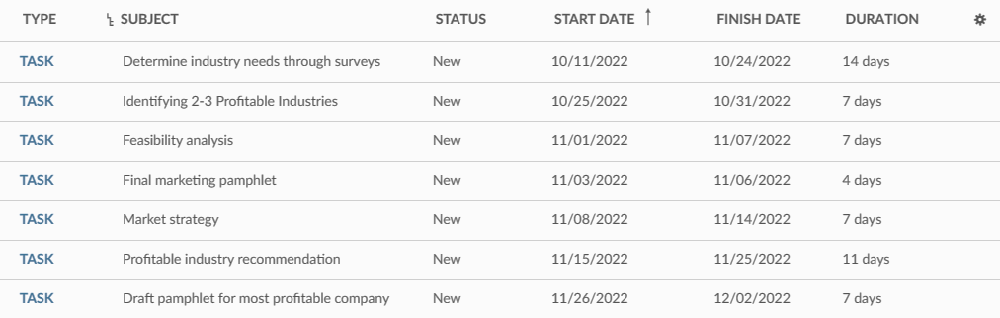 TYPE SUBJECT STATUS START DATE FINISH DATE DURATION
TASK Determine industry needs through surveys New 10/11/2022 10/24/2022 14 days
TASK Identifying 2-3 Profitable Industries New 10/25/2022 10/31/2022 7 days
TASK Feasibility analysis New 11/01/2022 11/07/2022 7 days
TASK Final marketing pamphlet New 11/03/2022 11/06/2022 4 days
TASK Market strategy New 11/08/2022 11/14/2022 7 days
TASK Profitable industry recommendation New 11/15/2022 11/25/2022 11 days
TASK Draft pamphlet for most profitable company New 11/26/2022 12/02/2022 7 days